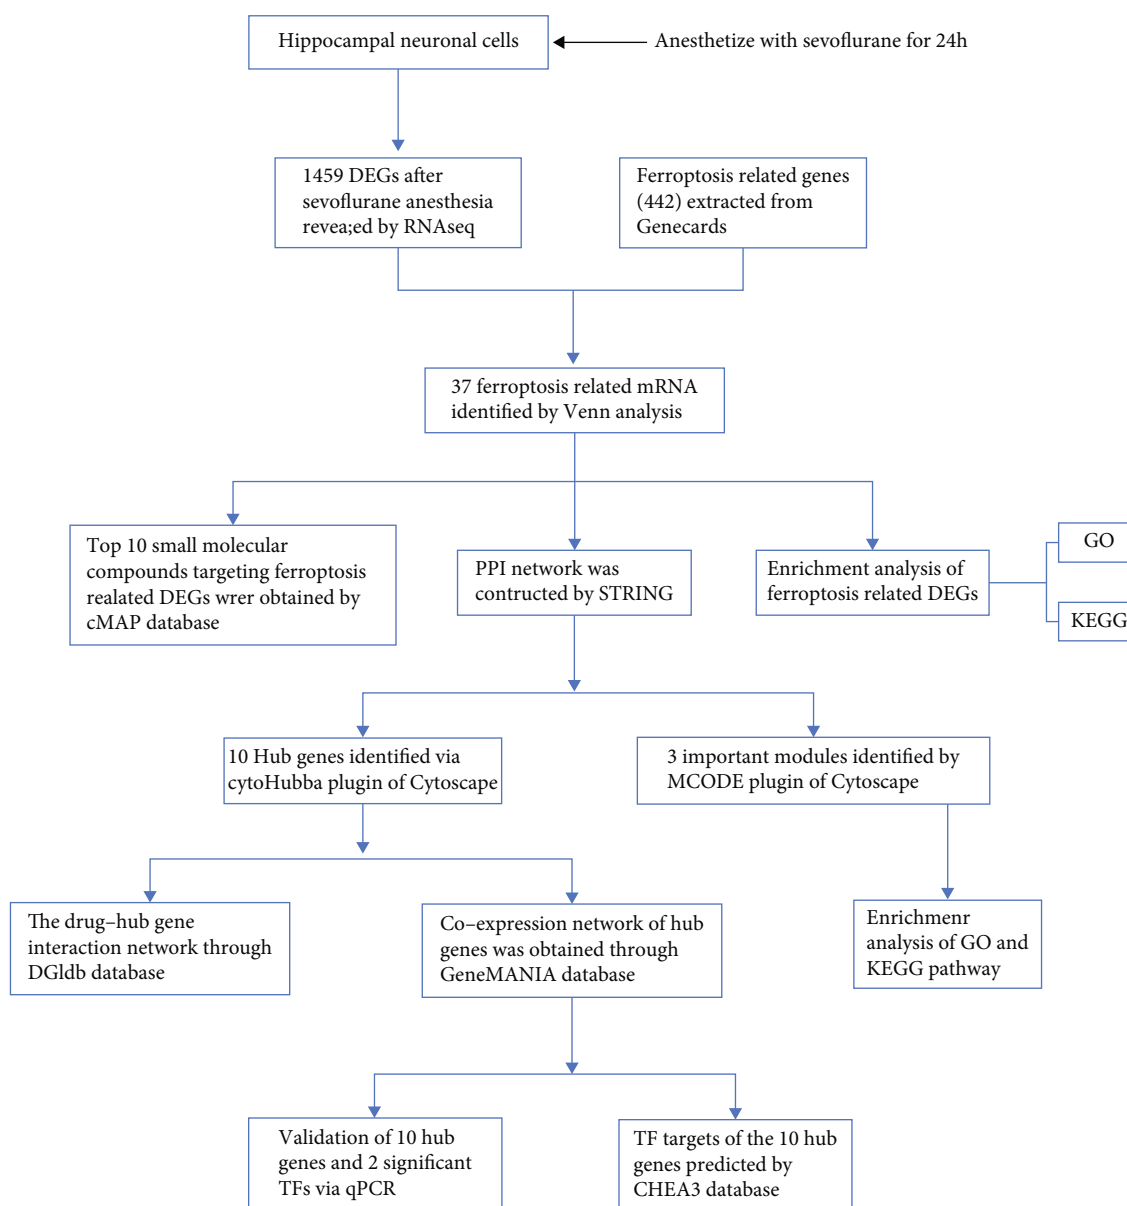 Hippocampal neuronal cells
Anesthetize with sevoflurane for 24h
1459 DEGs after
sevoflurane anesthesia
revea;ed by RNAseq
Ferroptosis related genes
(442) extracted from
Genecards
37 ferroptosis related mRNA
identified by Venn analysis
Top 10 small molecular
compounds targeting ferroptosis
realated DEGs wrer obtained by
cMAP database
PPI network was
contructed by STRING
Enrichment analysis of
ferroptosis related DEGs
GO
KEGG
10 Hub genes identified via
cytoHubba plugin of Cytoscape
3 important modules identified by
MCODE plugin of Cytoscape
The drug–hub gene
interaction network through
DGldb database
Co–expression network of hub
genes was obtained through
GeneMANIA database
Enrichmenr
analysis of GO and
KEGG pathway
Validation of 10 hub
genes and 2 significant
TFs via qPCR
TF targets of the 10 hub
genes predicted by
CHEA3 database